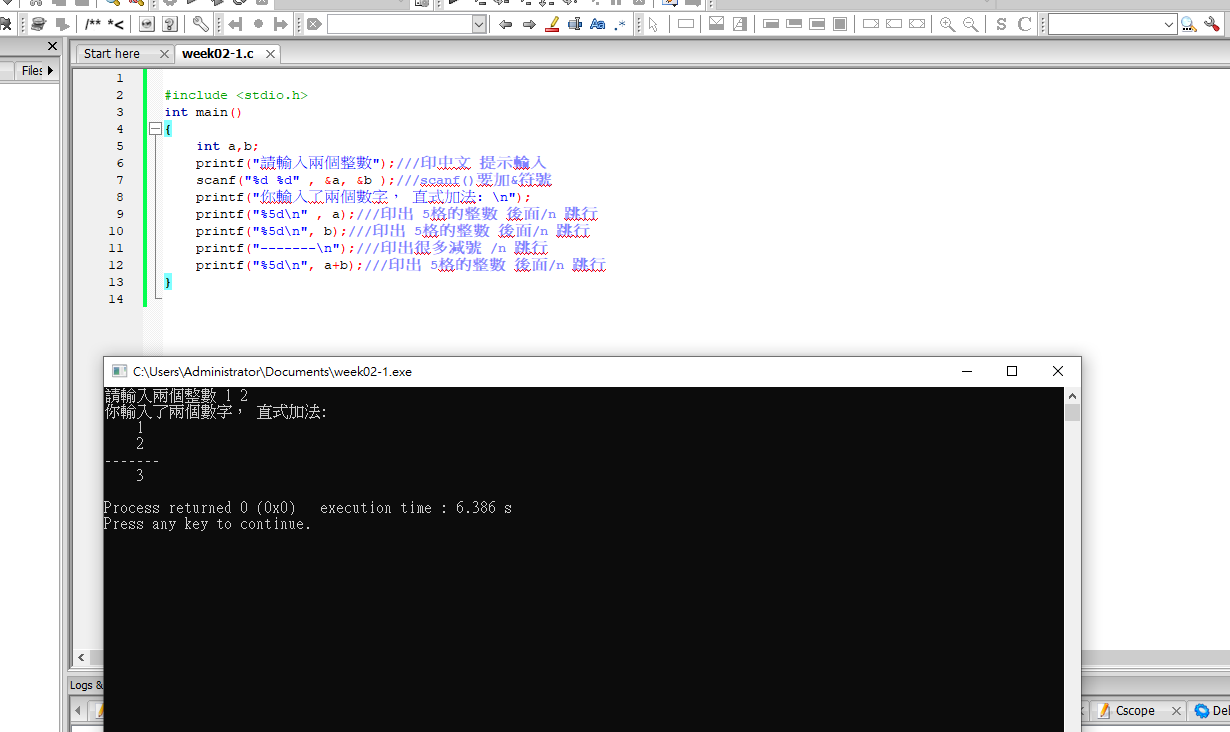 /** *<
S C
Start here
week02-1.c
Files
1
2 #include <stdio.h>
3 int main()
4 {
5 int a,b;
6 printf("請輸入兩個整數");///印中文 提示輸入
7 scanf("%d %d" , &a, &b );///scanf()要加&符號
8 printf("你輸入了兩個數字， 直式加法: \n");
9 printf("%5d\n" , a);///印出 5格的整數 後面/n 跳行
10 printf("%5d\n", b);///印出 5格的整數 後面/n 跳行
11 printf("-------\n");///印出很多減號 /n 跳行
12 printf("%5d\n", a+b);///印出 5格的整數 後面/n 跳行
13 }
14
C:\Users\Administrator\Documents\week02-1.exe
請輸入兩個整數 1 2
你輸入了兩個數字， 直式加法:
1
2
-------
3
Process returned 0 (0x0) execution time : 6.386 s
Press any key to continue.
Logs &
Cscope